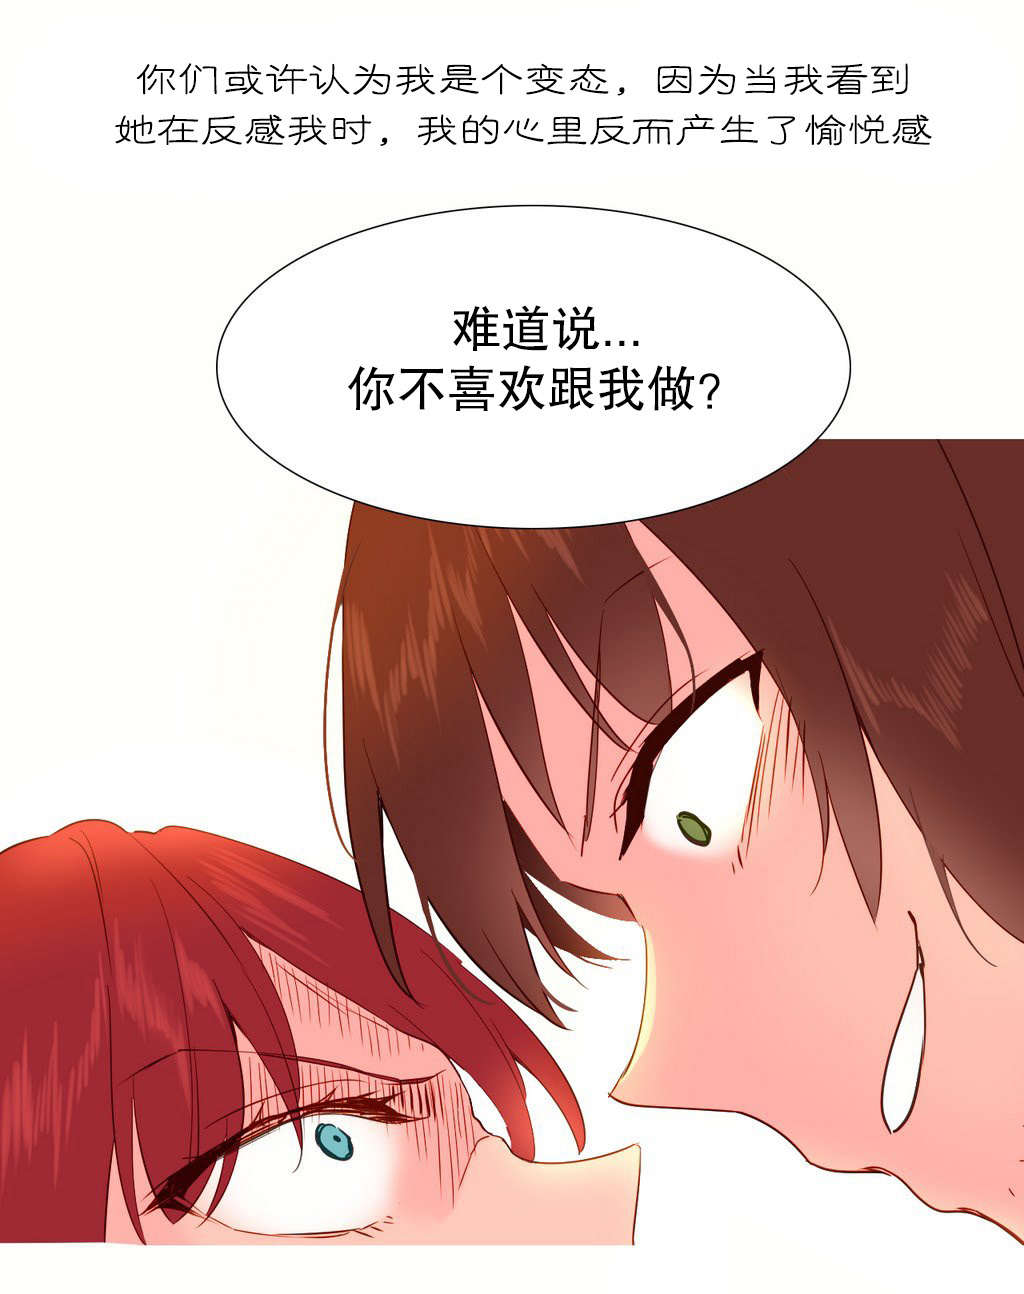 你们或许认为我是个变态，因为当我看到
她在反感我时，我的心里反而产生了愉悦感
难道说...
你不喜欢跟我做？